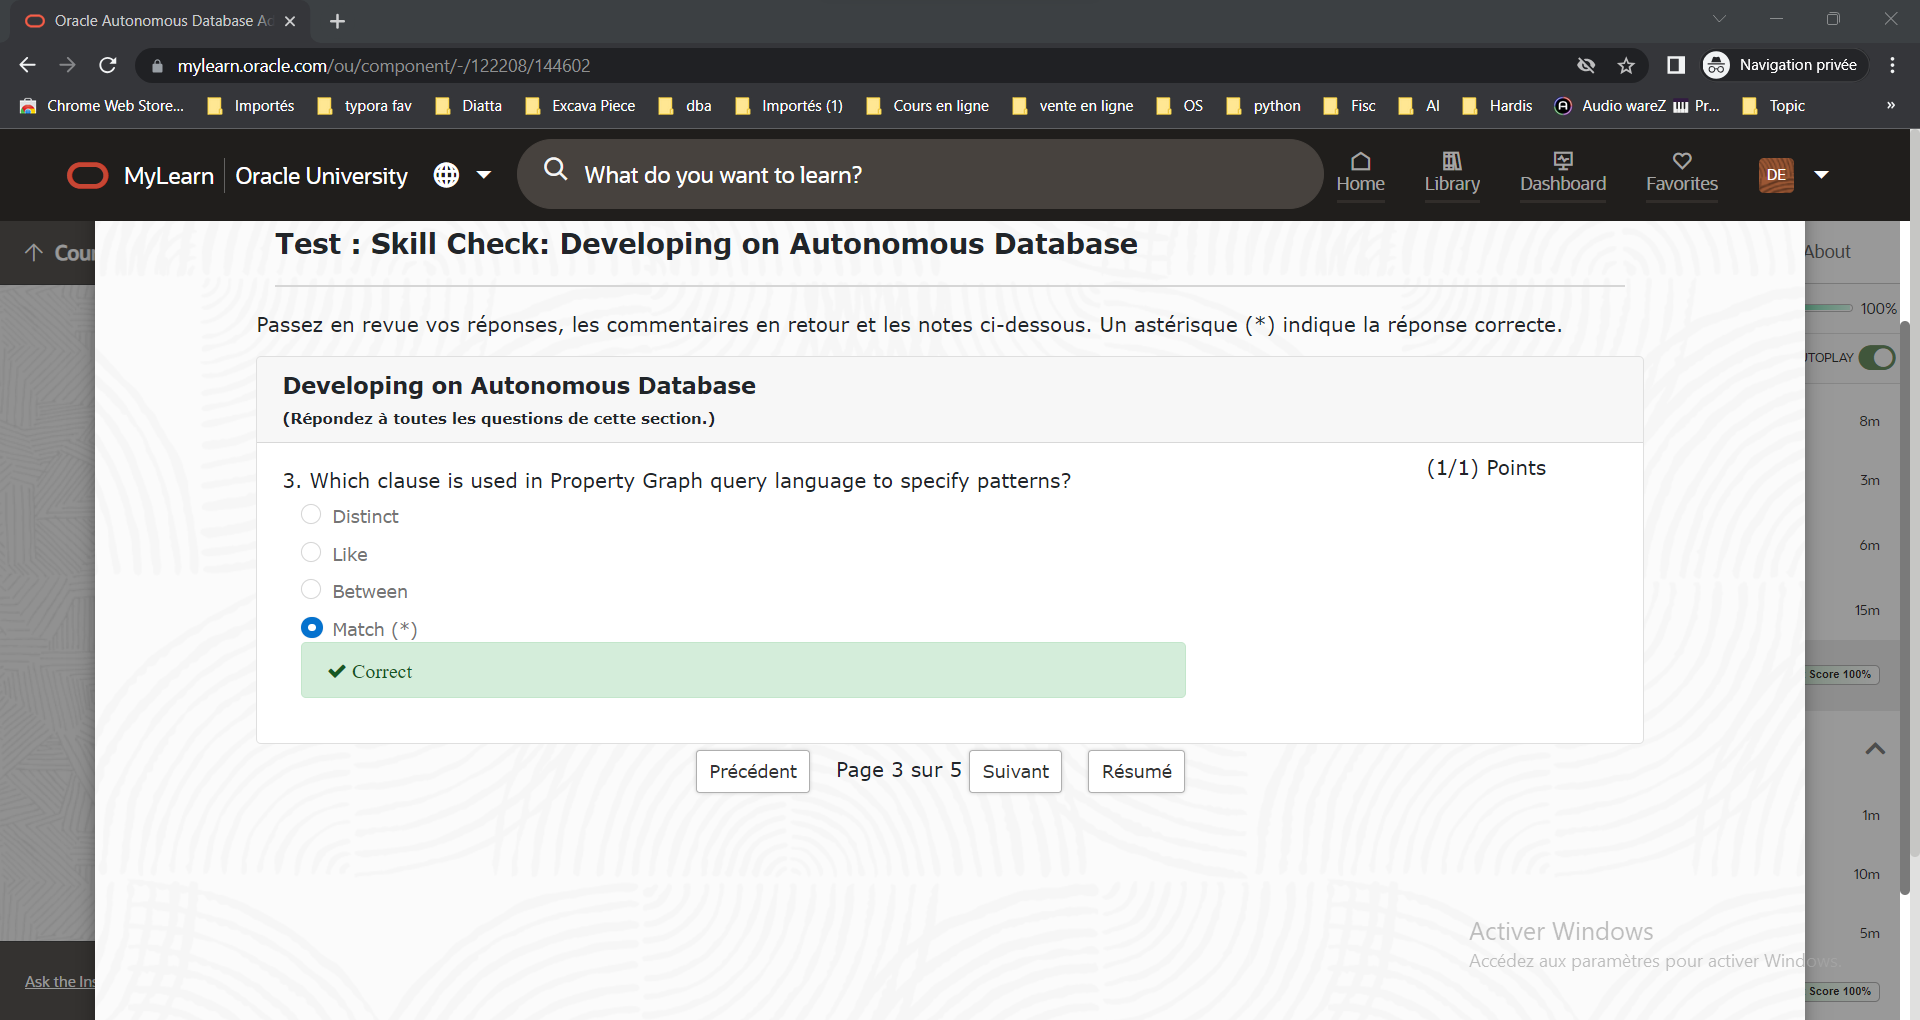 Oracle Autonomous Database Ad
mylearn.oracle.com/ou/component/-/122208/144602
Navigation privée
Chrome Web Store... Importés typora fav Diatta Excava Piece dba Importés (1) Cours en ligne vente en ligne OS python Fisc AI Hardis Audio wareZ Pr... Topic »
MyLearn Oracle University What do you want to learn? Home Library Dashboard Favorites DE
Cour
About
Test : Skill Check: Developing on Autonomous Database
100%
Passez en revue vos réponses, les commentaires en retour et les notes ci-dessous. Un astérisque (*) indique la réponse correcte.
TOPLAY
Developing on Autonomous Database
(Répondez à toutes les questions de cette section.)
8m
3. Which clause is used in Property Graph query language to specify patterns?
(1/1) Points
3m
Distinct
Like
6m
Between
15m
Match (*)
Correct
Score 100%
Précédent Page 3 sur 5 Suivant Résumé
1m
10m
Activer Windows
5m
Accédez aux paramètres pour activer Windows.
Ask the Ins
Score 100%